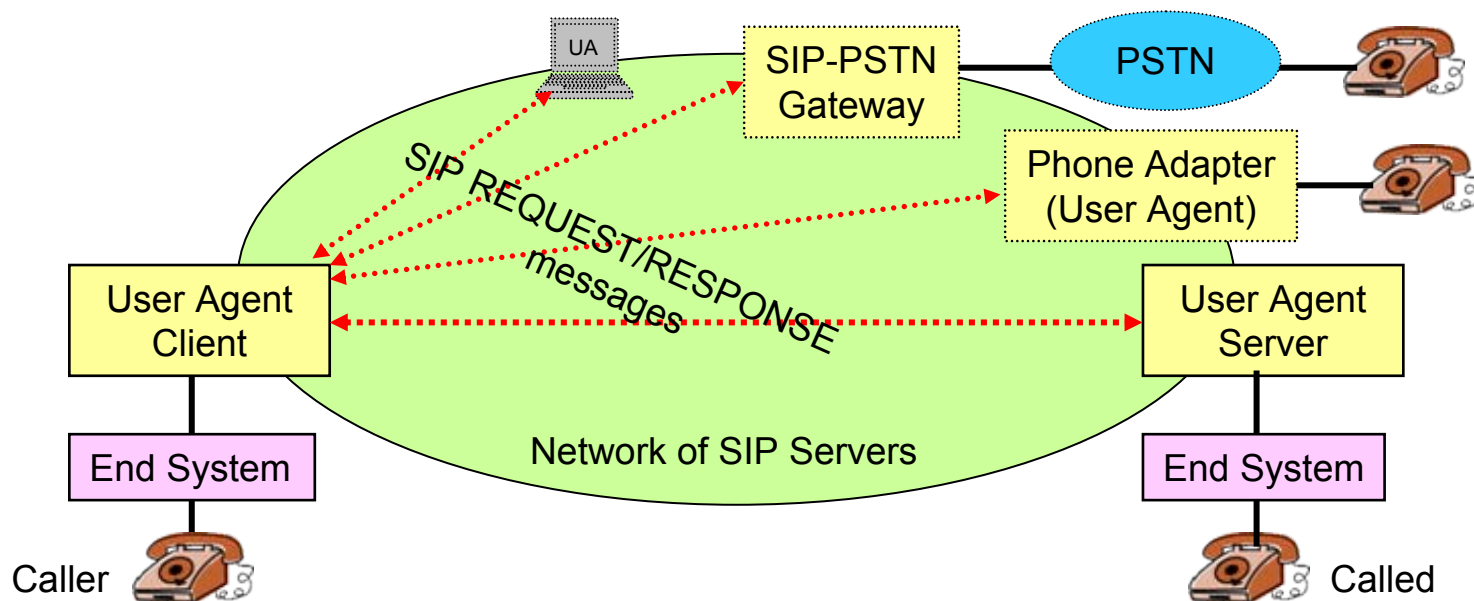 UA
SIP-PSTN
Gateway
PSTN
Phone Adapter
(User Agent)
SIP REQUEST/RESPONSE
messages
User Agent
Client
User Agent
Server
Network of SIP Servers
End System
End System
Caller
Called